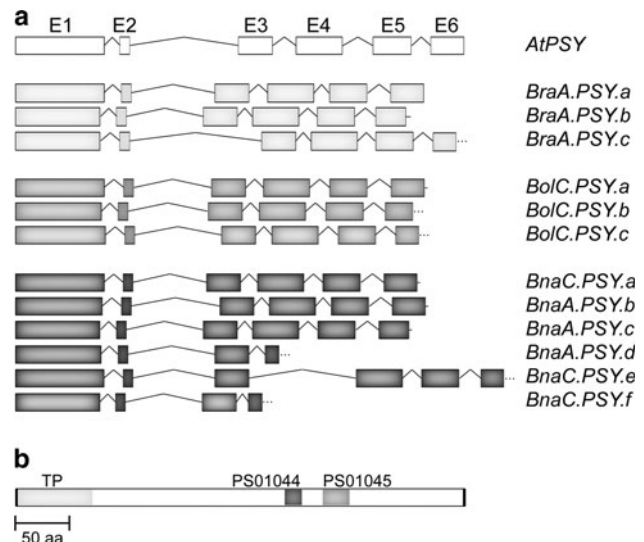 a
E1 E2 E3 E4 E5 E6
AtPSY
BraA.PSY.a
BraA.PSY.b
BraA.PSY.c
BolC.PSY.a
BolC.PSY.b
BolC.PSY.c
BnaC.PSY.a
BnaA.PSY.b
BnaA.PSY.c
BnaA.PSY.d
BnaC.PSY.e
BnaC.PSY.f
b
TP PS01044 PS01045
50 aa